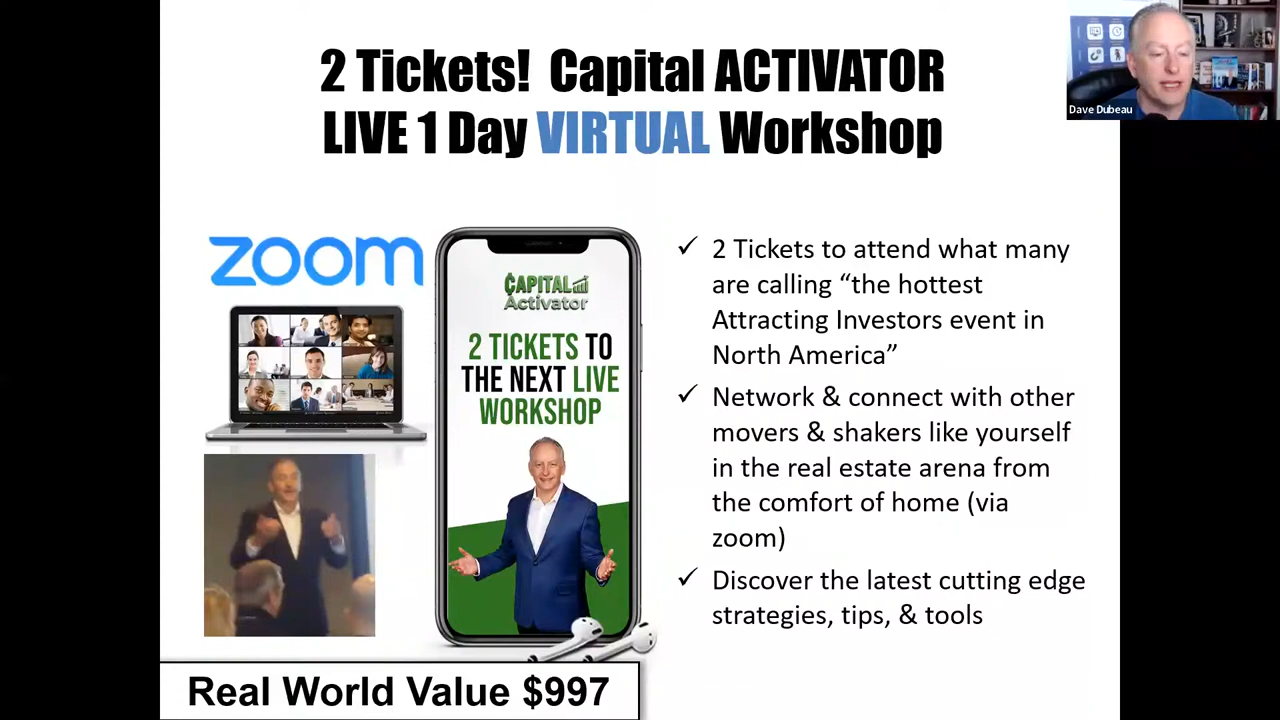 2 Tickets!  Capital ACTIVATOR
LIVE 1 Day VIRTUAL Workshop
Dave Dubeau
zoom
CAPITAL
Activator
2 TICKETS TO
THE NEXT LIVE
WORKSHOP
✓ 2 Tickets to attend what many
are calling “the hottest
Attracting Investors event in
North America”
✓ Network & connect with other
movers & shakers like yourself
in the real estate arena from
the comfort of home (via
zoom)
✓ Discover the latest cutting edge
strategies, tips, & tools
Real World Value $997